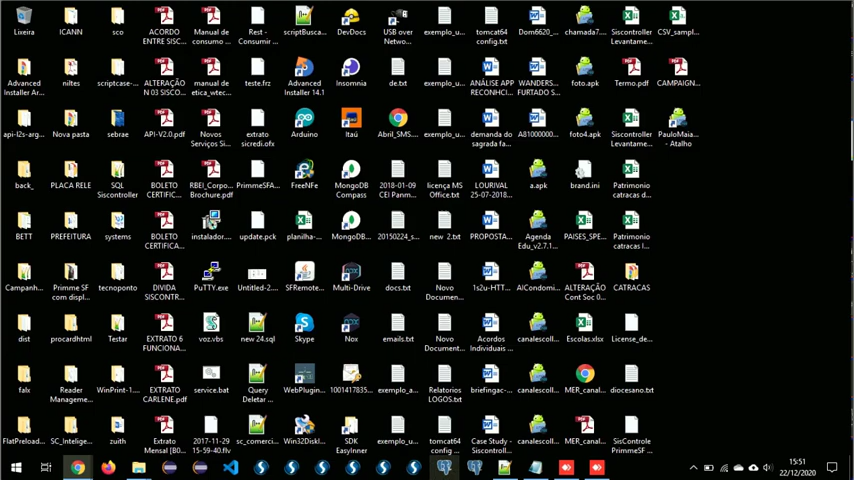 Lixeira
ICANN
sco
ACORDO
ENTRE SISC...
Manual de
consumo ...
Rest -
Consumir ...
scriptBusca...
DevDocs
USB over
Netwo...
exemplo_u...
tomcat64
config.txt
Dom6620_...
chamada7...
Siscontroller
Levantame...
CSV_sampl...
Advanced
Installer Ar...
niltes
scriptcase-...
ALTERAÇÃO
N 03 SISCO...
manual de
etica_wtec...
teste.frz
Advanced
Installer 14.1
Insomnia
de.txt
exemplo_u...
ANÁLISE APP
RECONHCI...
WANDERS...
FURTADO S...
foto.apk
Termo.pdf
CAMPAIGN...
api-l2s-arg...
Nova pasta
sebrae
API-V2.0.pdf
Novos
Serviços Si...
extrato
sicredi.ofx
Arduino
Itaú
Abril_SMS...
exemplo_u...
demanda do
sagrada fa...
A81000000...
foto4.apk
Siscontroller
Levantame...
PauloMaia...
- Atalho
back_
PLACA RELE
SQL
Siscontroller
BOLETO
CERTIFIC...
RBEI_Corpo...
Brochure.pdf
PrimmeSFA...
FreeNFe
MongoDB
Compass
2018-01-09
CEI Panm...
licença MS
Office.txt
LOURIVAL
25-07-2018...
a.apk
brand.ini
Patrimonio
catracas l...
BETT
PREFEITURA
systems
BOLETO
CERTIFICA...
instalador....
update.pck
planilha-...
MongoDB...
20150224_s...
new 2.txt
PROPOSTA...
Agenda
Edu_v2.7.1...
PAISES_SPE...
Patrimonio
catracas li...
Campanh...
Primme SF
com displ...
tecnoponto
DIVIDA
SISCONTR...
PuTTY.exe
Untitled-2....
SFRemote...
Multi-Drive
docs.txt
Novo
Documen...
1s2u-HTT...
AlCondomi...
ALTERAÇÃO
Cont Soc 0...
CATRACAS
dist
procardhtml
Testar
EXTRATO 6
FUNCIONA...
voz.vbs
new 24.sql
Skype
Nox
emails.txt
Novo
Documen...
Acordos
Individuais ...
canalescoll...
Escolas.xlsx
License_de...
falx
Reader
Manageme...
WinPrint-1....
EXTRATO
CARLENE.pdf
service.bat
Query
Deletar ...
WebPlugin...
1001417835...
exemplo_a...
Relatorios
LOGOS.txt
briefingac-...
canalescoll...
MER_canal...
diocesano.txt
FlatPreload...
SC_Intelige...
zuith
Extrato
Mensal [B0...
2017-11-29
15-59-40.flv
sc_comerci...
Win32DiskI...
SDK
EasyInner
exemplo_u...
tomcat64
config ...
Case Study -
Siscontroll...
canalescoll...
MER_canal...
SisControle
PrimmeSF ...
15:51
22/12/2020